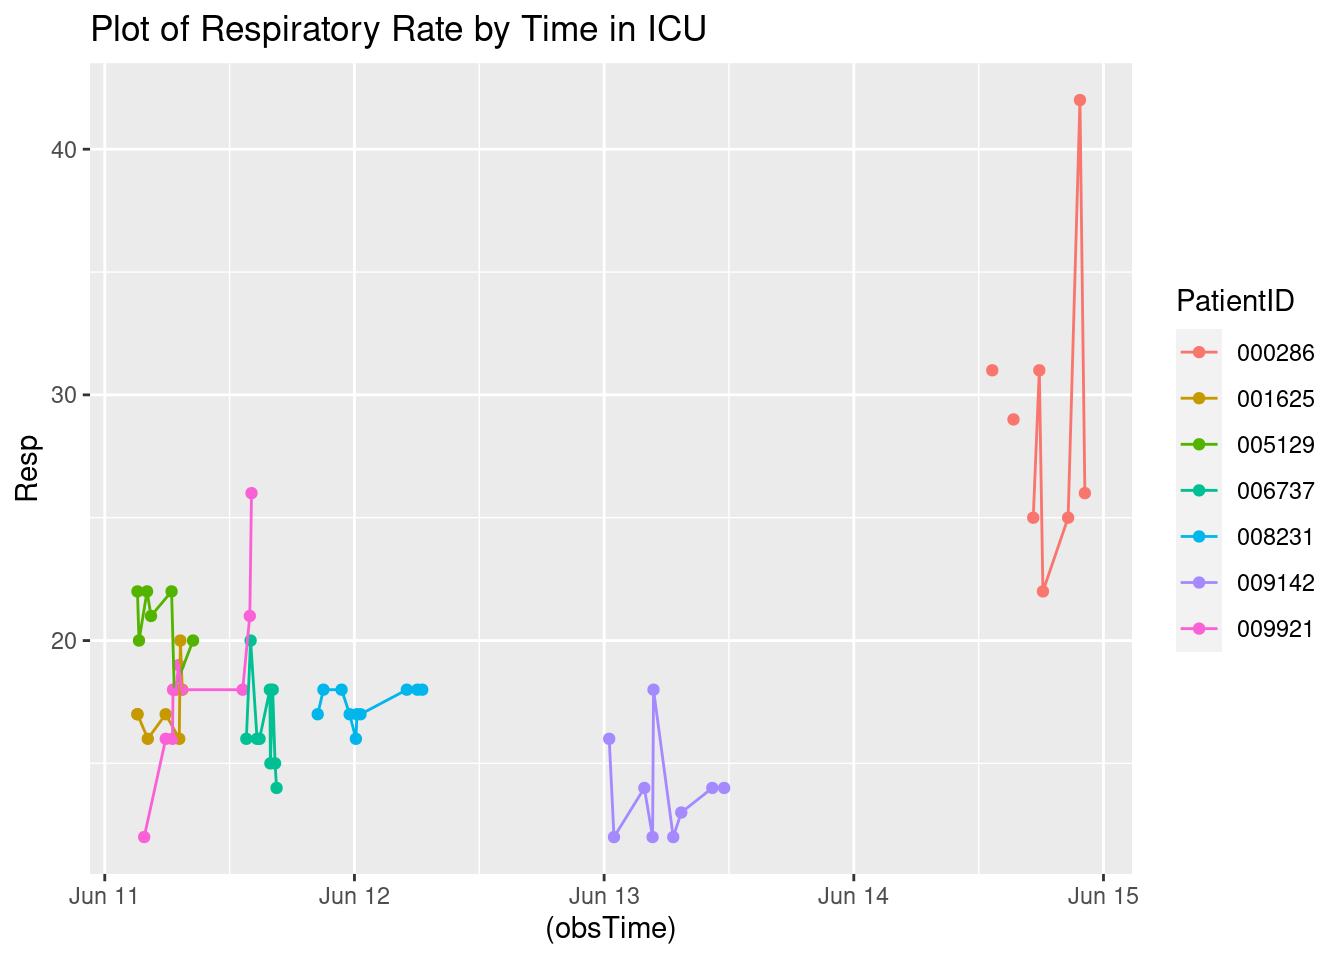 Plot of Respiratory Rate by Time in ICU
40
30
20
Resp
Jun 11 Jun 12 Jun 13 Jun 14 Jun 15
(obsTime)
PatientID
000286
001625
005129
006737
008231
009142
009921